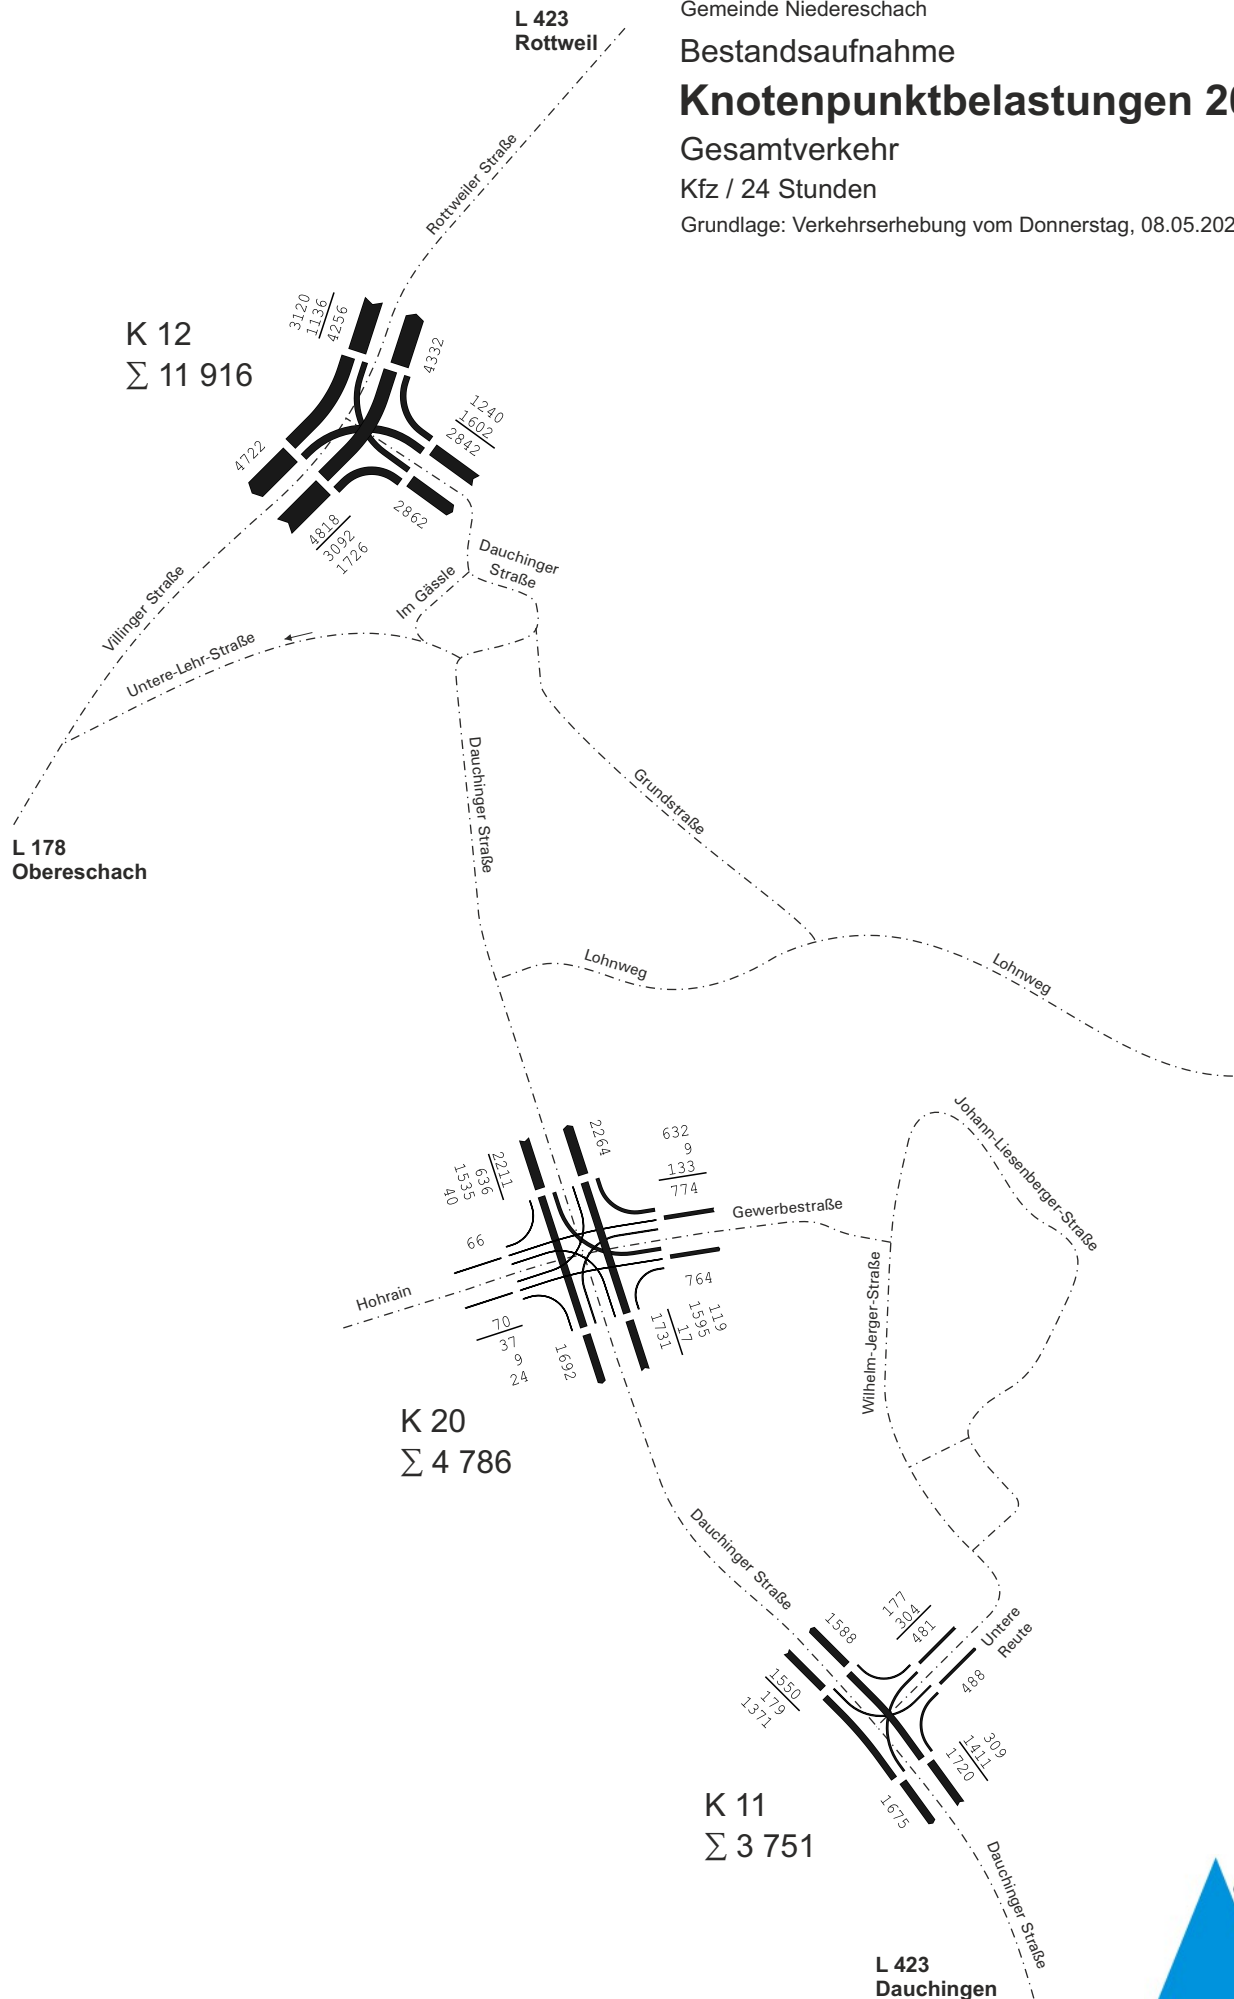 L 423
Rottweil
Gemeinde Niedereschach
Bestandsaufnahme
Knotenpunktbelastungen 20
Gesamtverkehr
Kfz / 24 Stunden
Grundlage: Verkehrserhebung vom Donnerstag, 08.05.202
Rottweiler Straße
K 12
∑ 11 916
3120
1136
4256
4332
1240
1602
2842
4722
2862
4818
3092
1726
Dauchinger
Straße
Im Gässle
Villinger Straße
Untere-Lehr-Straße
L 178
Obereschach
Dauchinger Straße
Grundstraße
Lohnweg
Lohnweg
Johann-Liesenberger-Straße
2264
632
9
133
774
2211
636
1535
40
66
Gewerbestraße
Hohrain
764
70
37
9
24
1692
1731
17
1595
119
Wilhelm-Jerger-Straße
K 20
∑ 4 786
Dauchinger Straße
1588
177
304
481
Untere
Reute
488
1550
179
1371
309
1411
1720
1675
K 11
∑ 3 751
Dauchinger Straße
L 423
Dauchingen